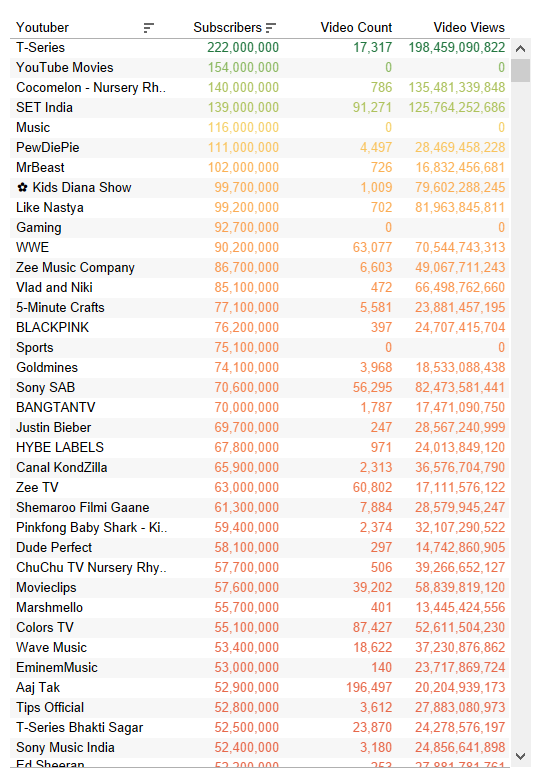 Youtuber Subscribers Video Count Video Views
T-Series 222,000,000 17,317 198,459,090,822
YouTube Movies 154,000,000 0 0
Cocomelon - Nursery Rh.. 140,000,000 786 135,481,339,848
SET India 139,000,000 91,271 125,764,252,686
Music 116,000,000 0 0
PewDiePie 111,000,000 4,497 28,469,458,228
MrBeast 102,000,000 726 16,832,456,681
✿ Kids Diana Show 99,700,000 1,009 79,602,288,245
Like Nastya 99,200,000 702 81,963,845,811
Gaming 92,700,000 0 0
WWE 90,200,000 63,077 70,544,743,313
Zee Music Company 86,700,000 6,603 49,067,711,243
Vlad and Niki 85,100,000 472 66,498,762,660
5-Minute Crafts 77,100,000 5,581 23,881,457,195
BLACKPINK 76,200,000 397 24,707,415,704
Sports 75,100,000 0 0
Goldmines 74,100,000 3,968 18,533,088,438
Sony SAB 70,600,000 56,295 82,473,581,441
BANGTANTV 70,000,000 1,787 17,471,090,750
Justin Bieber 69,700,000 247 28,567,240,999
HYBE LABELS 67,800,000 971 24,013,849,120
Canal KondZilla 65,900,000 2,313 36,576,704,790
Zee TV 63,000,000 60,802 17,111,576,122
Shemaroo Filmi Gaane 61,300,000 7,884 28,579,945,247
Pinkfong Baby Shark - Ki.. 59,400,000 2,374 32,107,290,522
Dude Perfect 58,100,000 297 14,742,860,905
ChuChu TV Nursery Rhy.. 57,700,000 506 39,266,652,127
Movieclips 57,600,000 39,202 58,839,819,120
Marshmello 55,700,000 401 13,445,424,556
Colors TV 55,100,000 87,427 52,611,504,230
Wave Music 53,400,000 18,622 37,230,876,862
EminemMusic 53,000,000 140 23,717,869,724
Aaj Tak 52,900,000 196,497 20,204,939,173
Tips Official 52,800,000 3,612 27,883,080,973
T-Series Bhakti Sagar 52,500,000 23,870 24,278,576,197
Sony Music India 52,400,000 3,180 24,856,641,898
Ed Sheeran 52,200,000 253 27,881,781,761